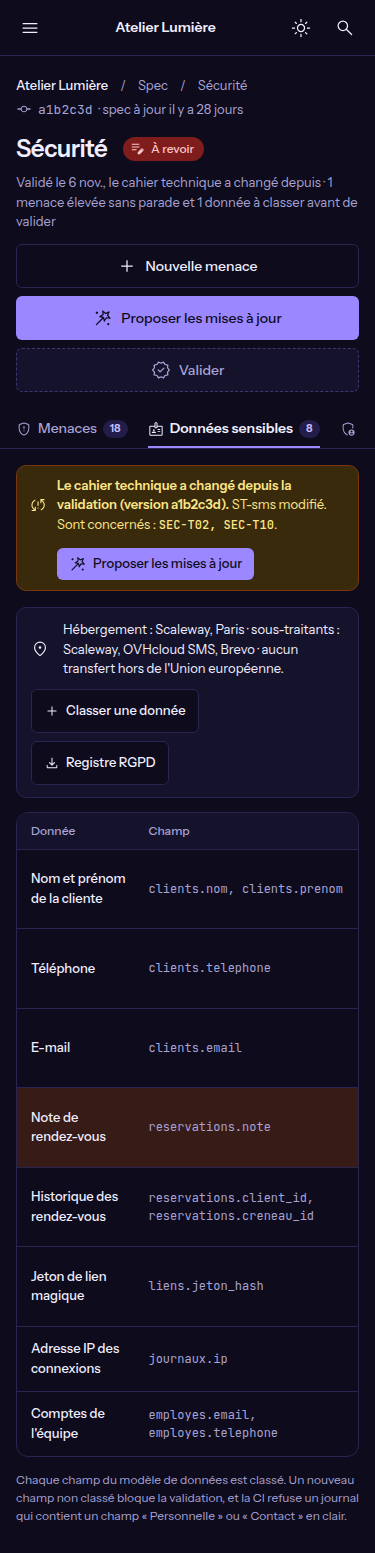 Atelier Lumière
Atelier Lumière / Spec / Sécurité
a1b2c3d · spec à jour il y a 28 jours
Sécurité
À revoir
Validé le 6 nov., le cahier technique a changé depuis · 1
menace élevée sans parade et 1 donnée à classer avant de
valider
Nouvelle menace
Proposer les mises à jour
Valider
Menaces 18 Données sensibles 8
Le cahier technique a changé depuis la
validation (version a1b2c3d). ST-sms modifié.
Sont concernés : SEC-T02, SEC-T10.
Proposer les mises à jour
Hébergement : Scaleway, Paris · sous-traitants :
Scaleway, OVHcloud SMS, Brevo · aucun
transfert hors de l'Union européenne.
Classer une donnée
Registre RGPD
Donnée Champ
Nom et prénom
de la cliente
clients.nom, clients.prenom
Téléphone clients.telephone
E-mail clients.email
Note de
rendez-vous
reservations.note
Historique des
rendez-vous
reservations.client_id,
reservations.creneau_id
Jeton de lien
magique
liens.jeton_hash
Adresse IP des
connexions
journaux.ip
Comptes de
l'équipe
employes.email,
employes.telephone
Chaque champ du modèle de données est classé. Un nouveau
champ non classé bloque la validation, et la CI refuse un journal
qui contient un champ « Personnelle » ou « Contact » en clair.